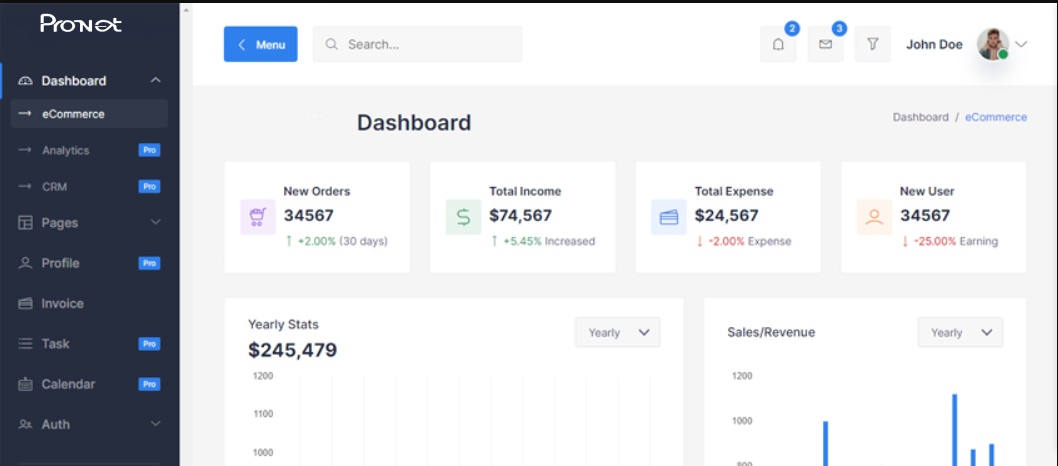 ProNet
Dashboard
eCommerce
Analytics Pro
CRM Pro
Pages
Profile Pro
Invoice
Task Pro
Calendar Pro
Auth
Menu
Search...
2
3
John Doe
Dashboard
Dashboard / eCommerce
New Orders
34567
↑ +2.00% (30 days)
Total Income
$74,567
↑ +5.45% Increased
Total Expense
$24,567
↓ -2.00% Expense
New User
34567
↓ -25.00% Earning
Yearly Stats
$245,479
Yearly
1200
1100
1000
Sales/Revenue
Yearly
1200
1000
800